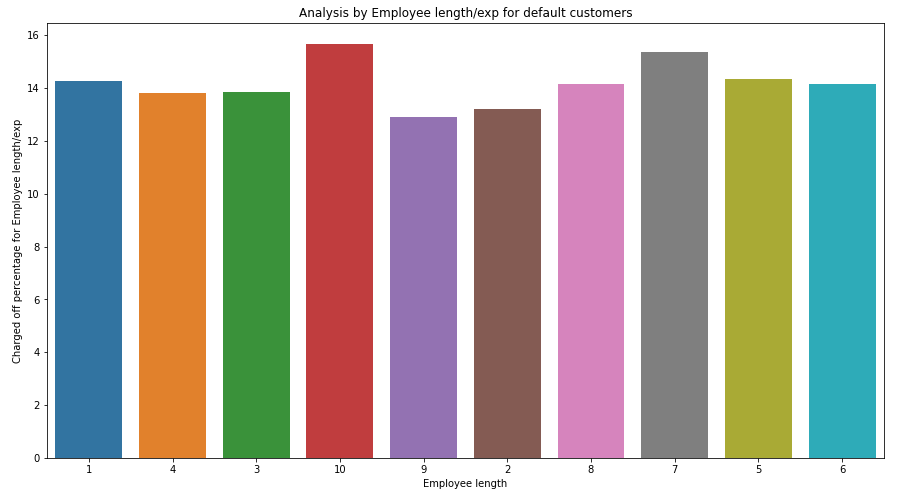 Analysis by Employee length/exp for default customers
Charged off percentage for Employee length/exp
16
14
12
10
8
6
4
2
0
1 4 3 10 9 2 8 7 5 6
Employee length